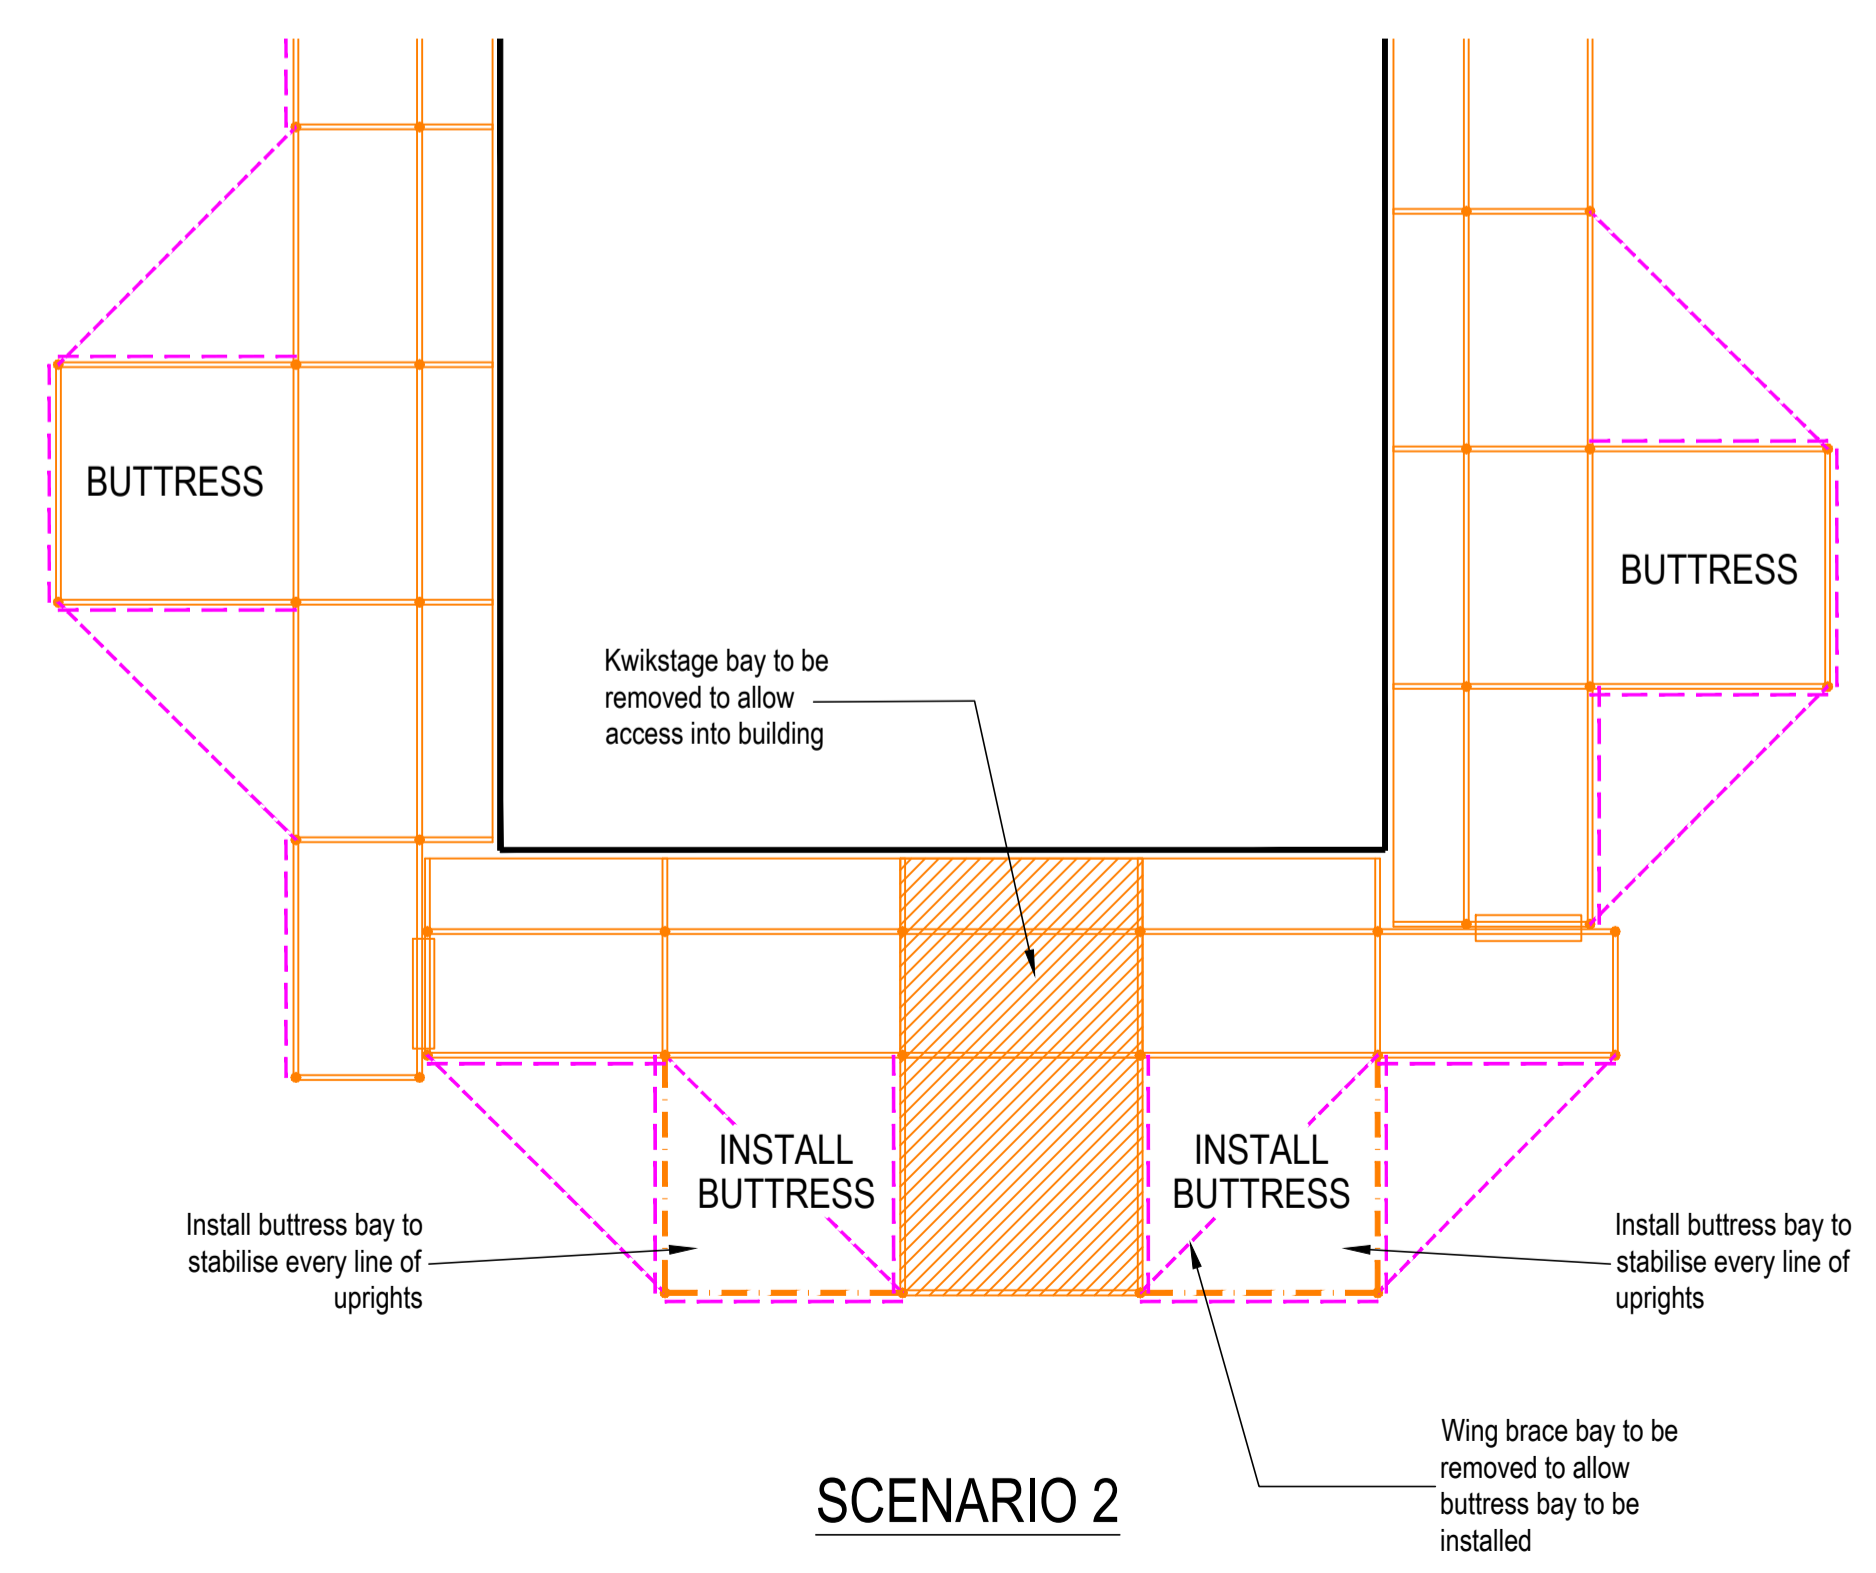 BUTTRESS
BUTTRESS
Kwikstage bay to be
removed to allow
access into building
INSTALL
BUTTRESS
INSTALL
BUTTRESS
Install buttress bay to
stabilise every line of
uprights
Install buttress bay to
stabilise every line of
uprights
Wing brace bay to be
removed to allow
buttress bay to be
installed
SCENARIO 2